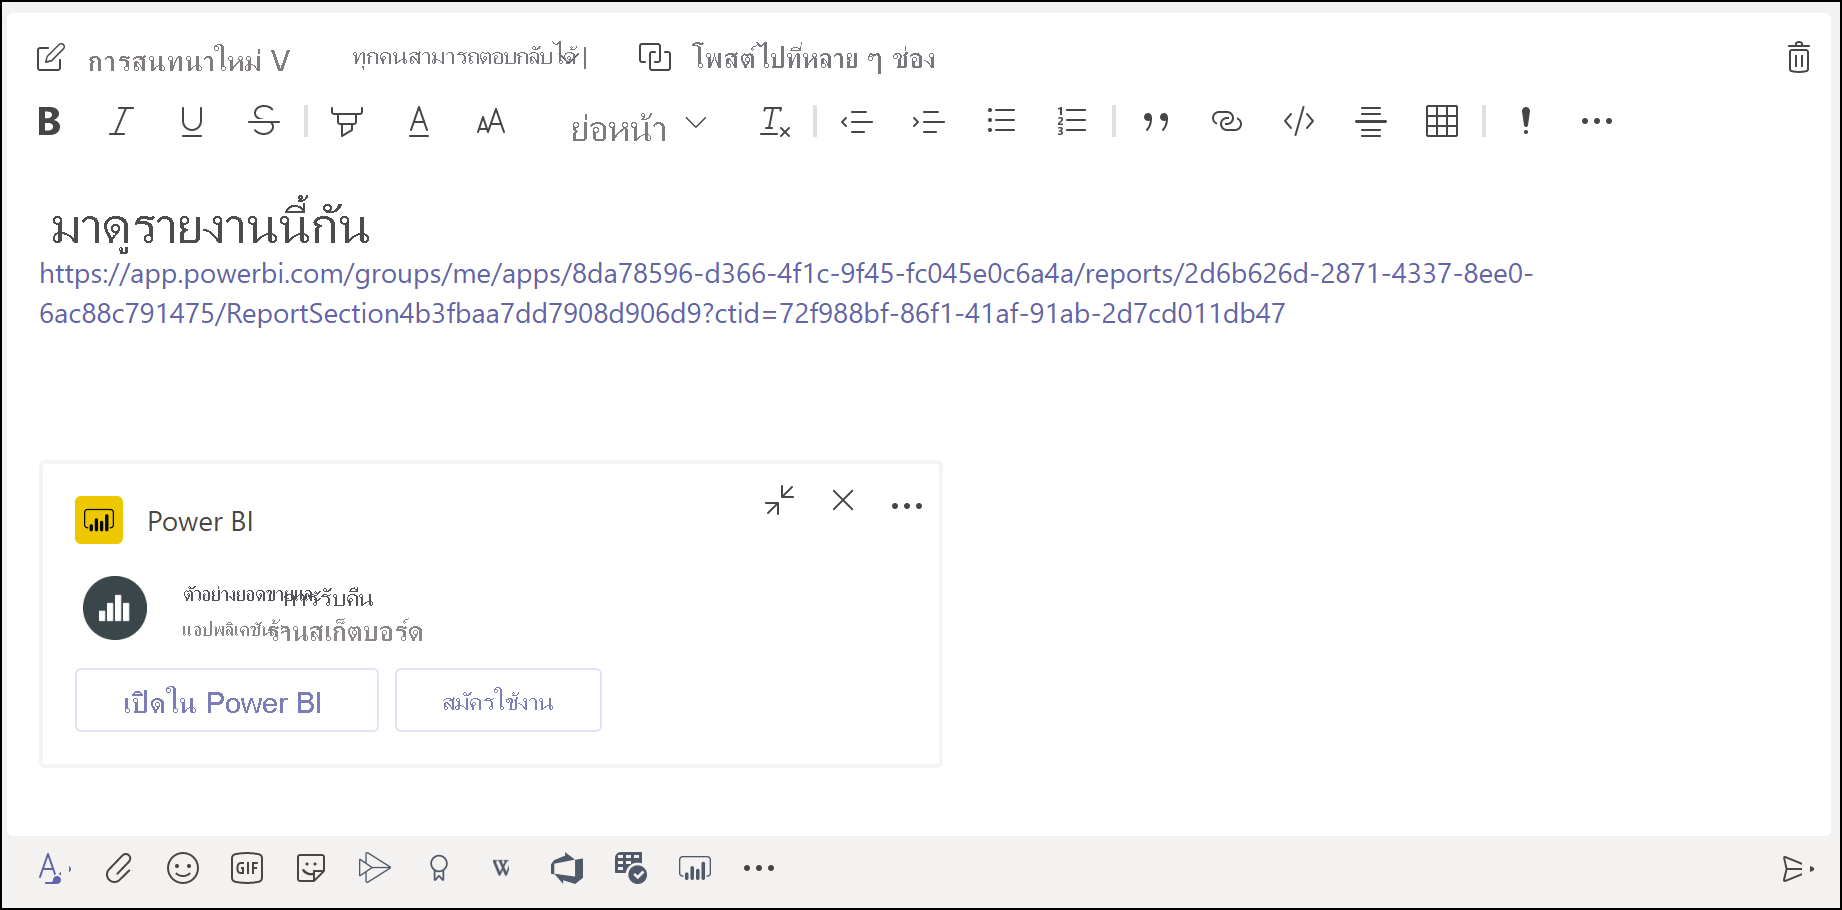 การสนทนาใหม่ V ทุกคนสามารถตอบกลับได้ โพสต์ไปที่หลาย ๆ ช่อง
B I U S A AA ย่อหน้า
มาดูรายงานนี้กัน
https://app.powerbi.com/groups/me/apps/8da78596-d366-4f1c-9f45-fc045e0c6a4a/reports/2d6b626d-2871-4337-8ee0-
6ac88c791475/ReportSection4b3fbaa7dd7908d906d9?ctid=72f988bf-86f1-41af-91ab-2d7cd011db47
Power BI
ตัวอย่างยอดขายและการรับคืน
แอปพลิเคชันร้านสเก็ตบอร์ด
เปิดใน Power BI สมัครใช้งาน
GIF